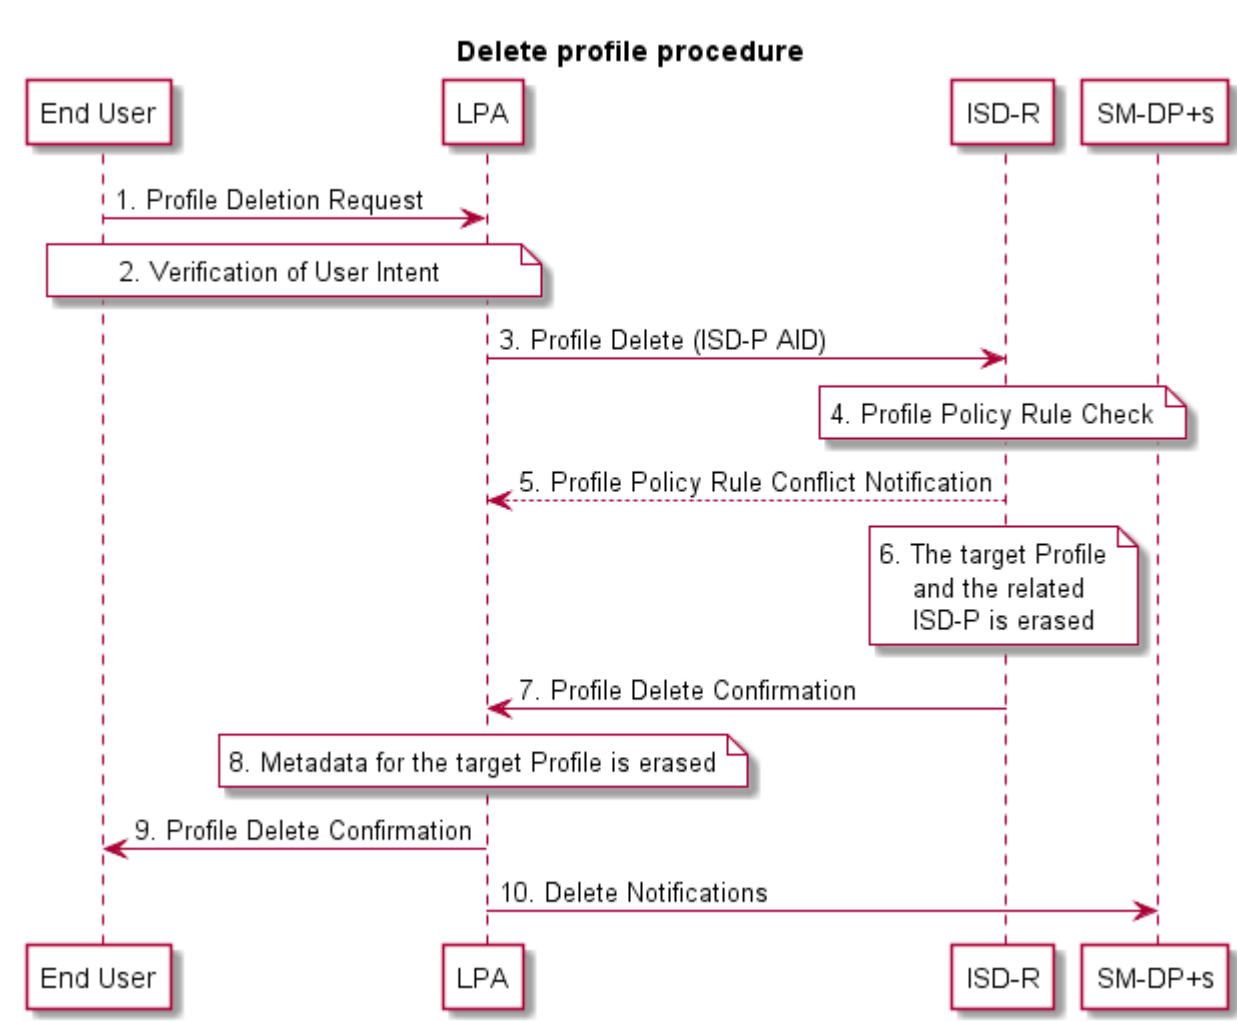 Delete profile procedure
End User
LPA
ISD-R
SM-DP+s
1. Profile Deletion Request
2. Verification of User Intent
3. Profile Delete (ISD-P AID)
4. Profile Policy Rule Check
5. Profile Policy Rule Conflict Notification
6. The target Profile
and the related
ISD-P is erased
7. Profile Delete Confirmation
8. Metadata for the target Profile is erased
9. Profile Delete Confirmation
10. Delete Notifications
End User
LPA
ISD-R
SM-DP+s